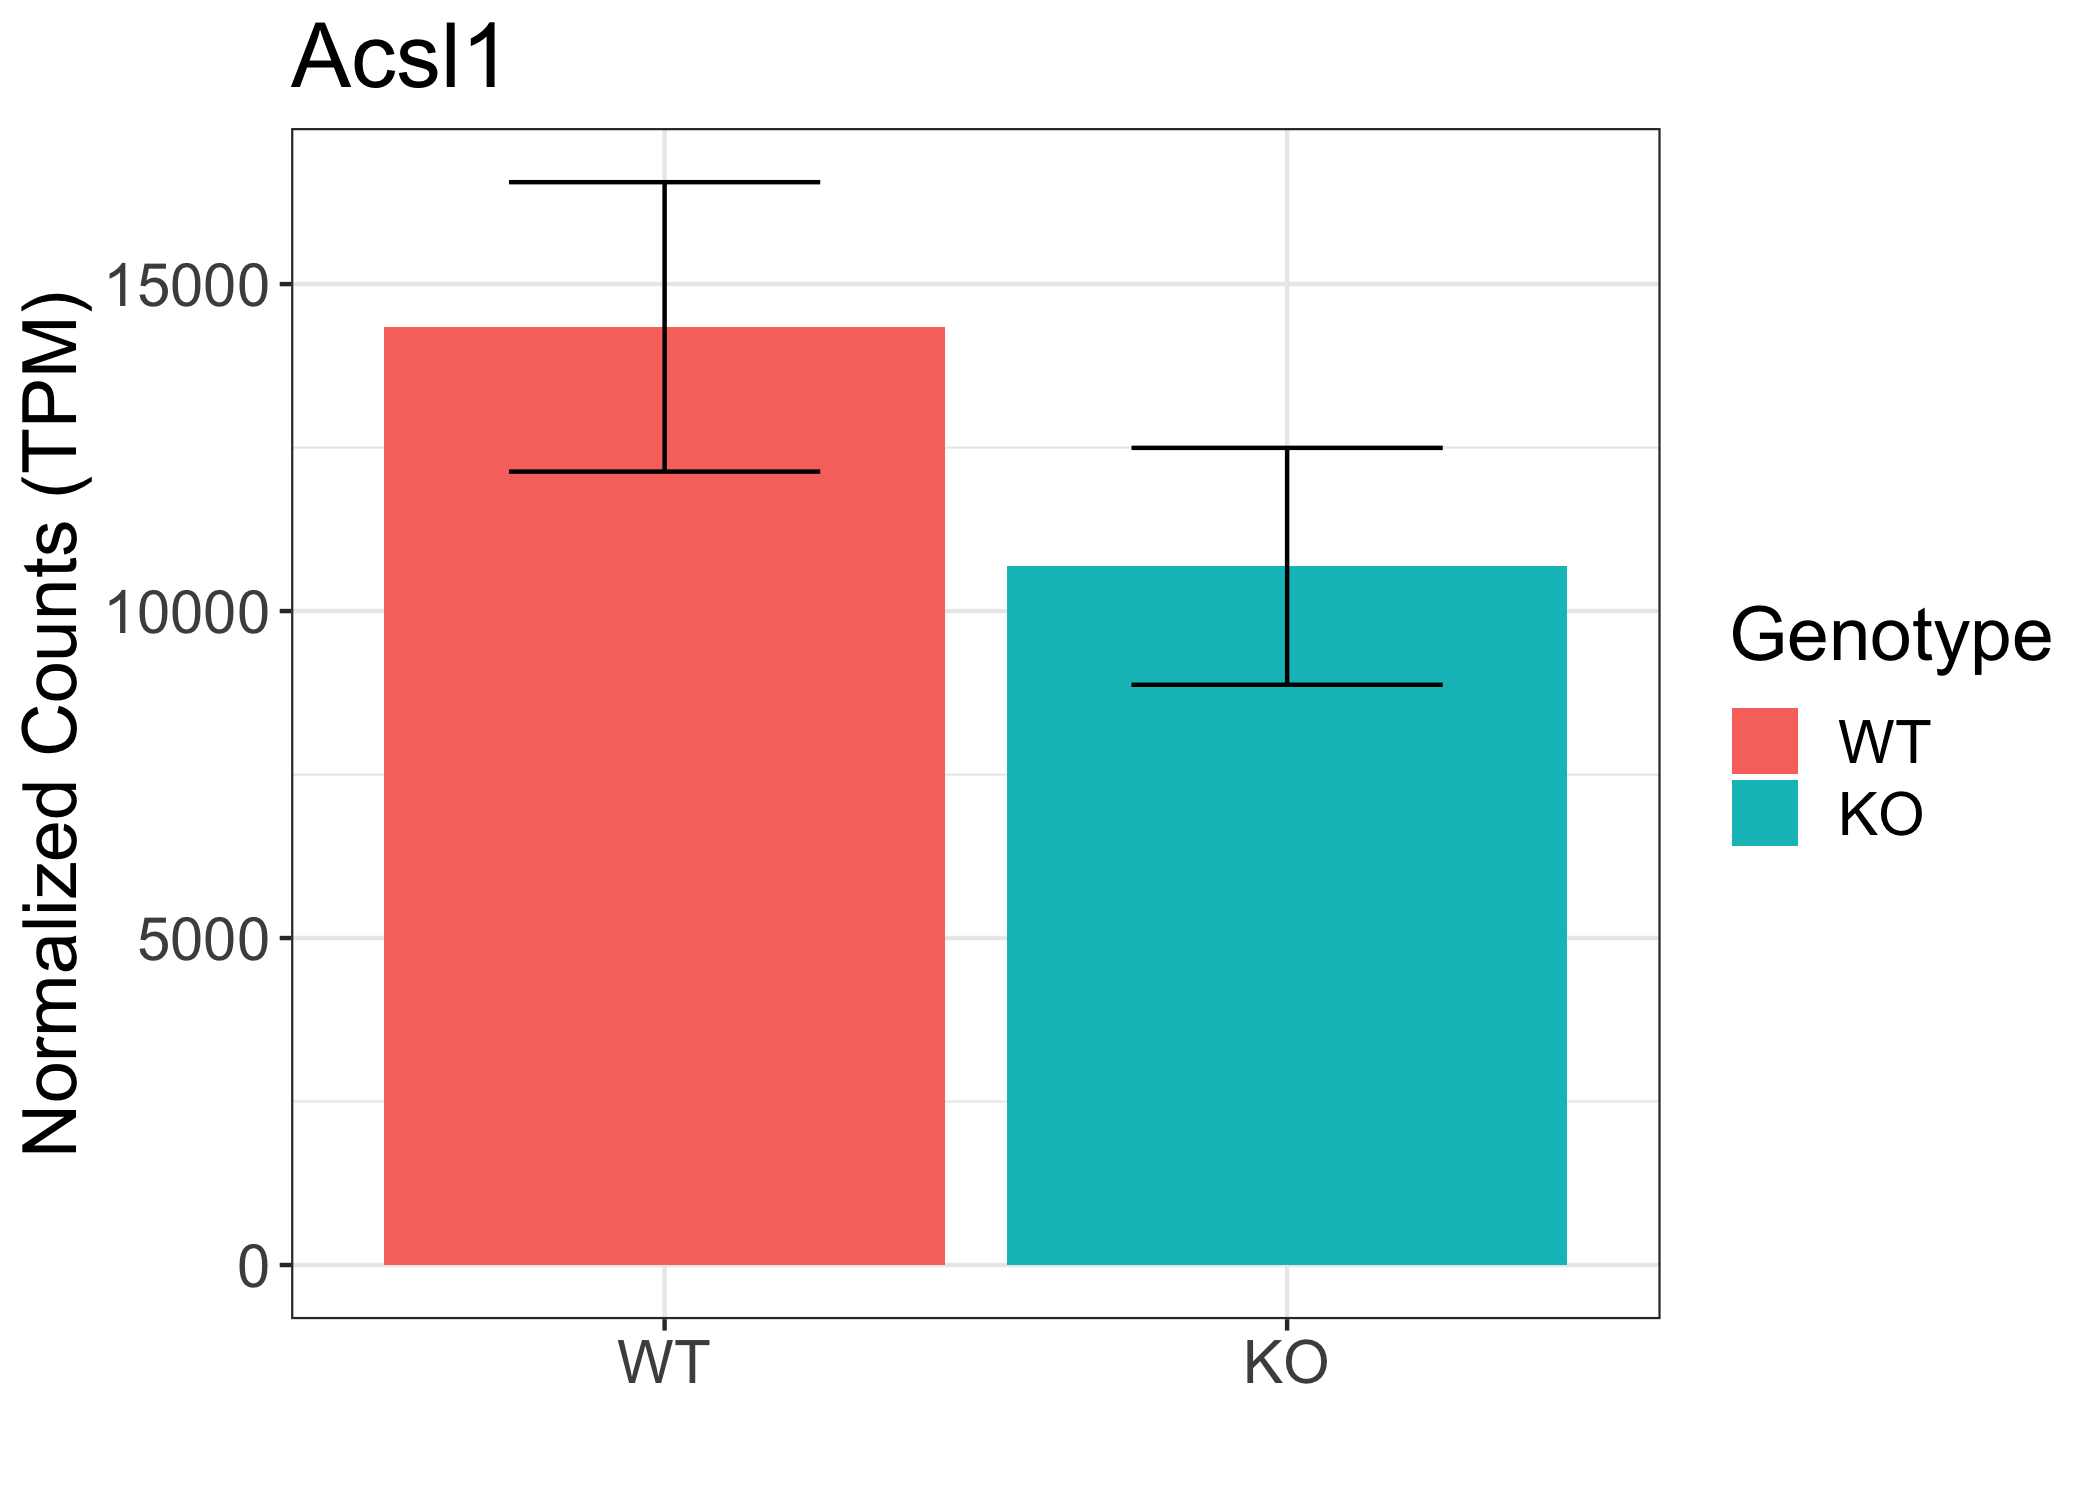 Acsl1
Normalized Counts (TPM)
15000
10000
5000
0
WT
KO
Genotype
WT
KO